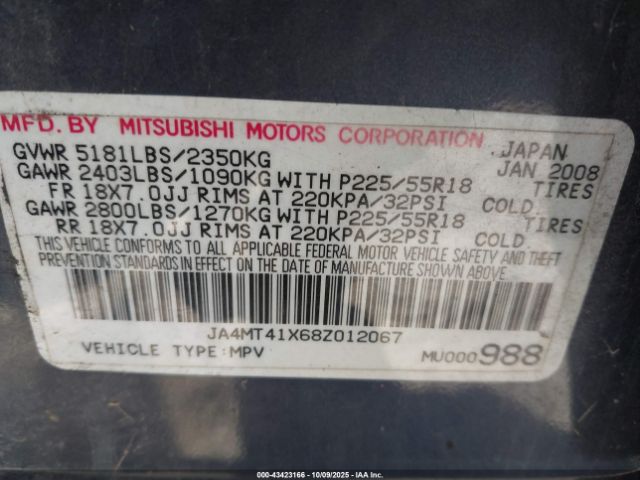 MFD. BY MITSUBISHI MOTORS CORPORATION JAPAN
GVWR 5181LBS/2350KG JAN 2008
GAWR 2403LBS/1090KG WITH P225/55R18 TIRES
FR 18X7.0JJ RIMS AT 220KPA/32PSI COLD.
GAWR 2800LBS/1270KG WITH P225/55R18 TIRES
RR 18X7.0JJ RIMS AT 220KPA/32PSI COLD.
THIS VEHICLE CONFORMS TO ALL APPLICABLE FEDERAL MOTOR VEHICLE SAFETY AND THEFT
PREVENTION STANDARDS IN EFFECT ON THE DATE OF MANUFACTURE SHOWN ABOVE.
JA4MT41X68Z012067
VEHICLE TYPE:MPV MU000988
000-43423166 - 10/09/2025 - IAA Inc.